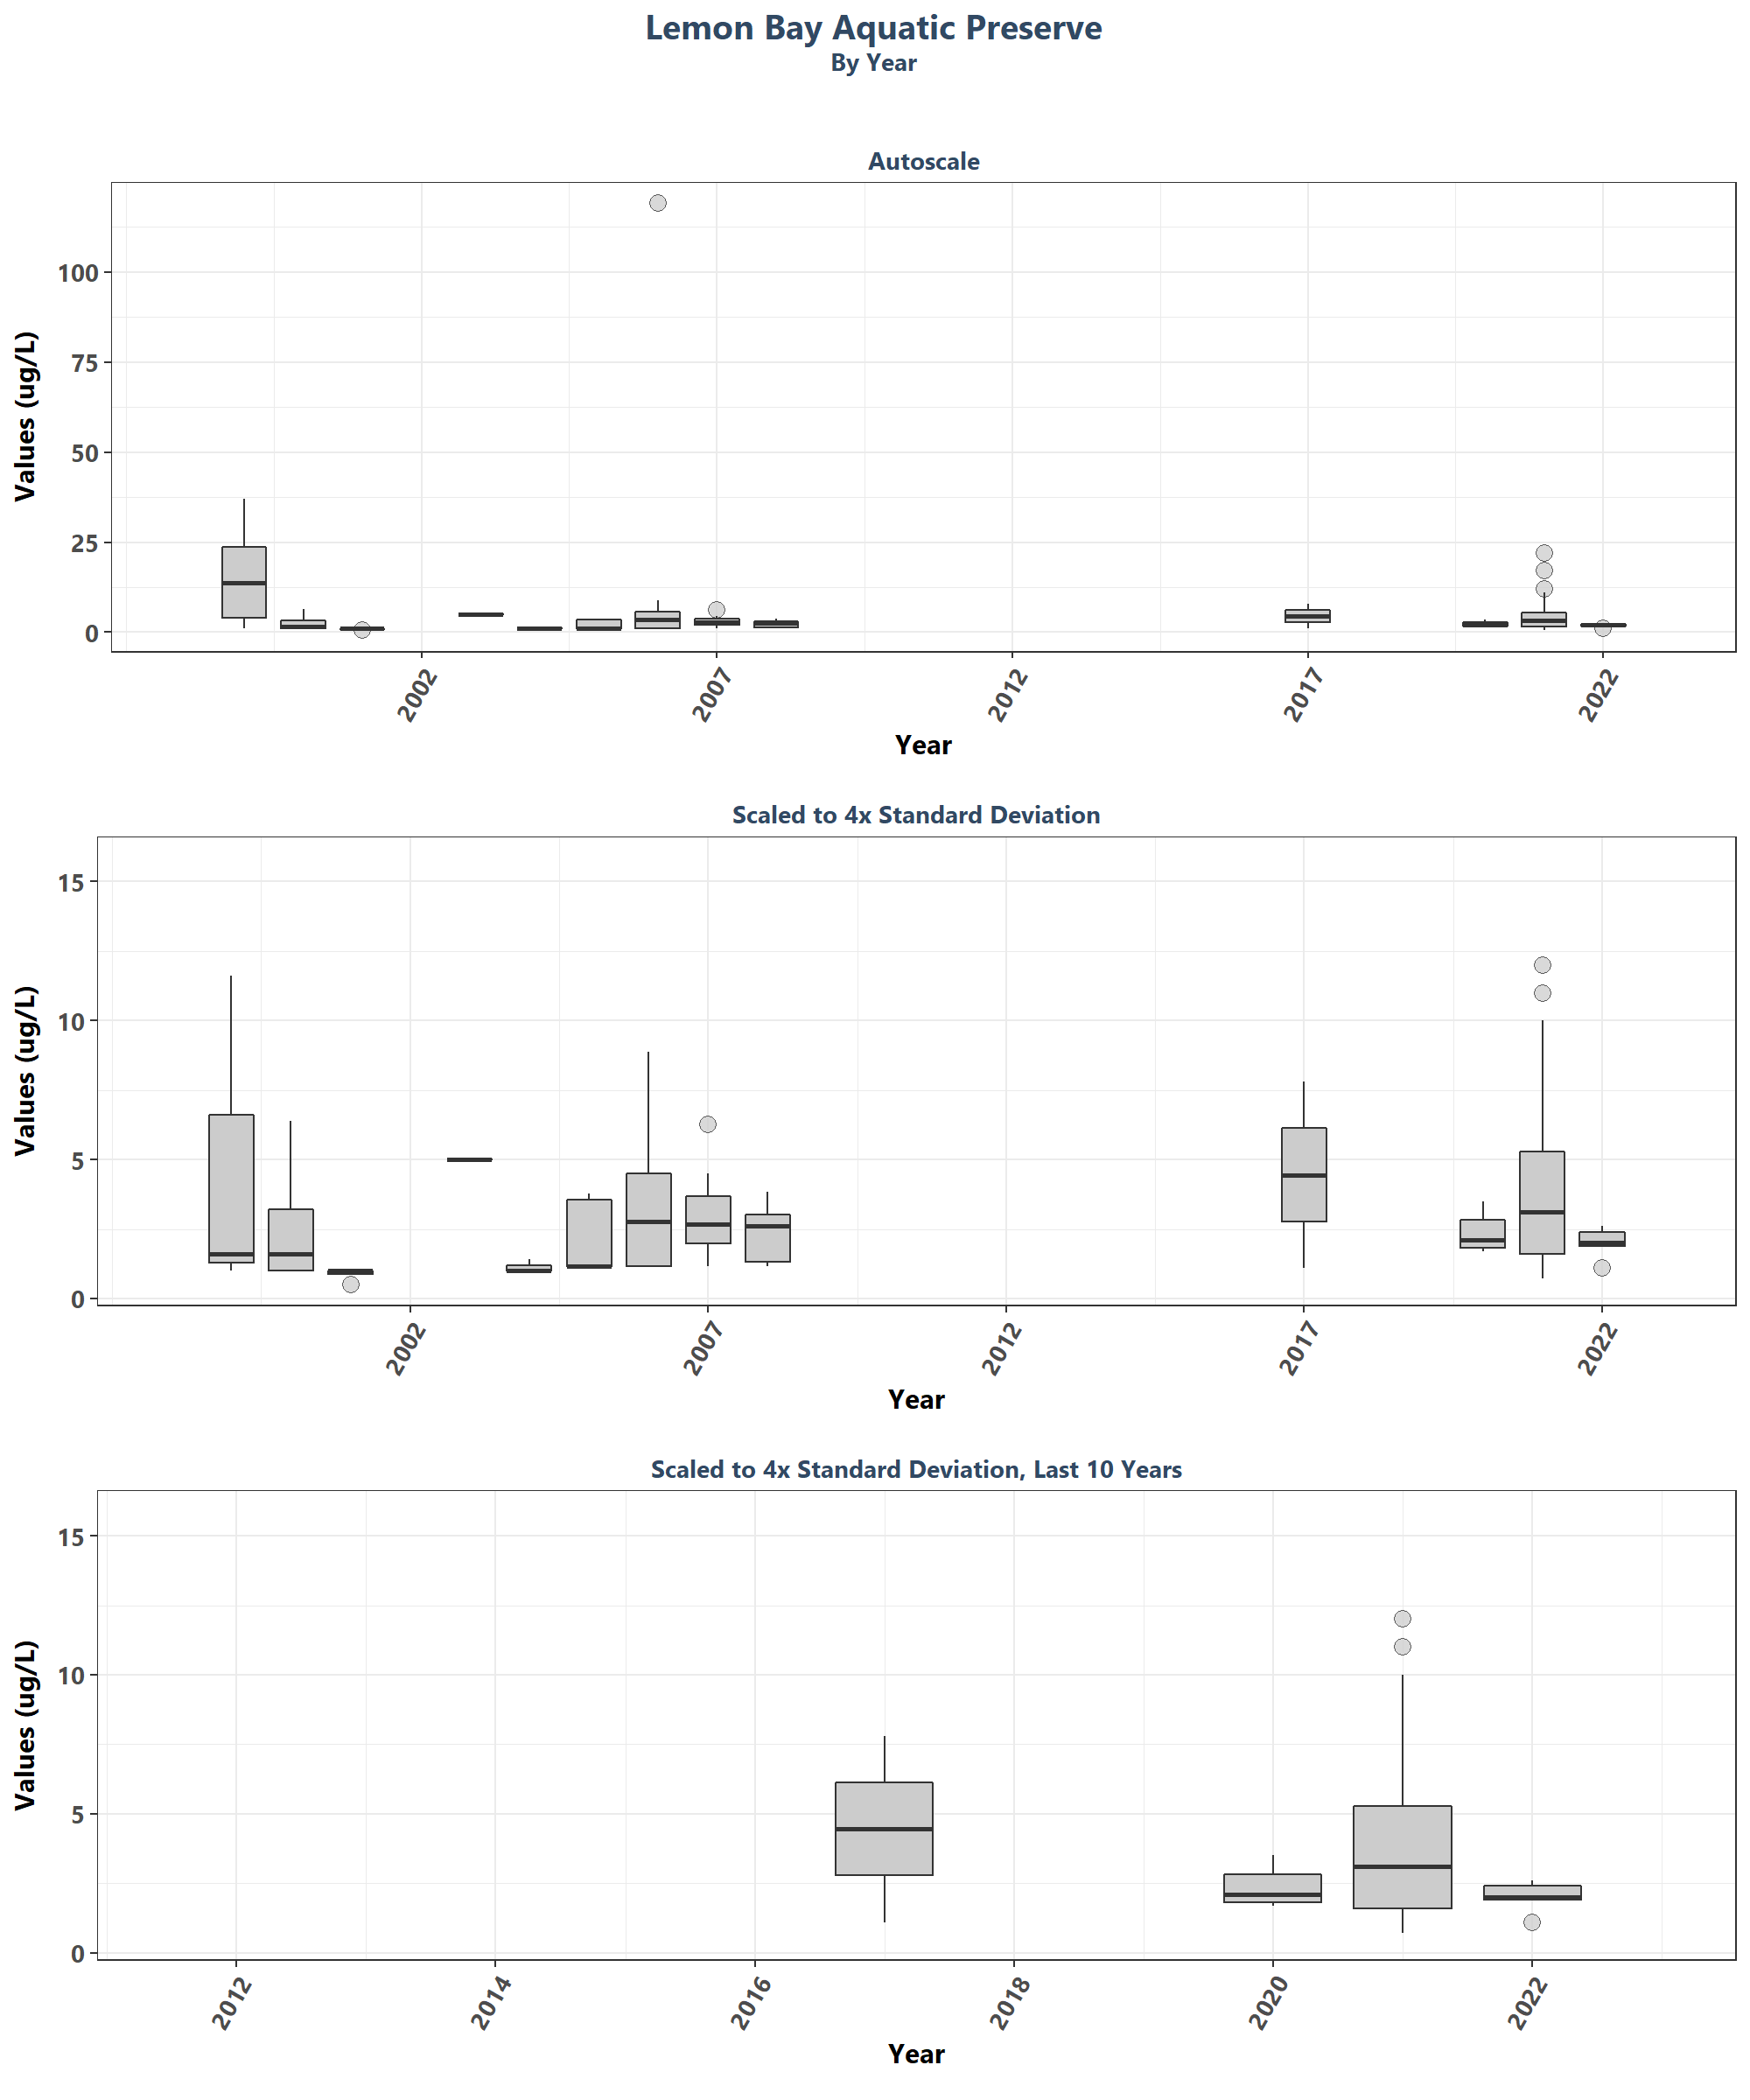 Lemon Bay Aquatic Preserve
By Year
Autoscale
Values (ug/L)
100
75
50
25
0
2002 2007 2012 2017 2022
Year
Scaled to 4x Standard Deviation
Values (ug/L)
15
10
5
0
2002 2007 2012 2017 2022
Year
Scaled to 4x Standard Deviation, Last 10 Years
Values (ug/L)
15
10
5
0
2012 2014 2016 2018 2020 2022
Year